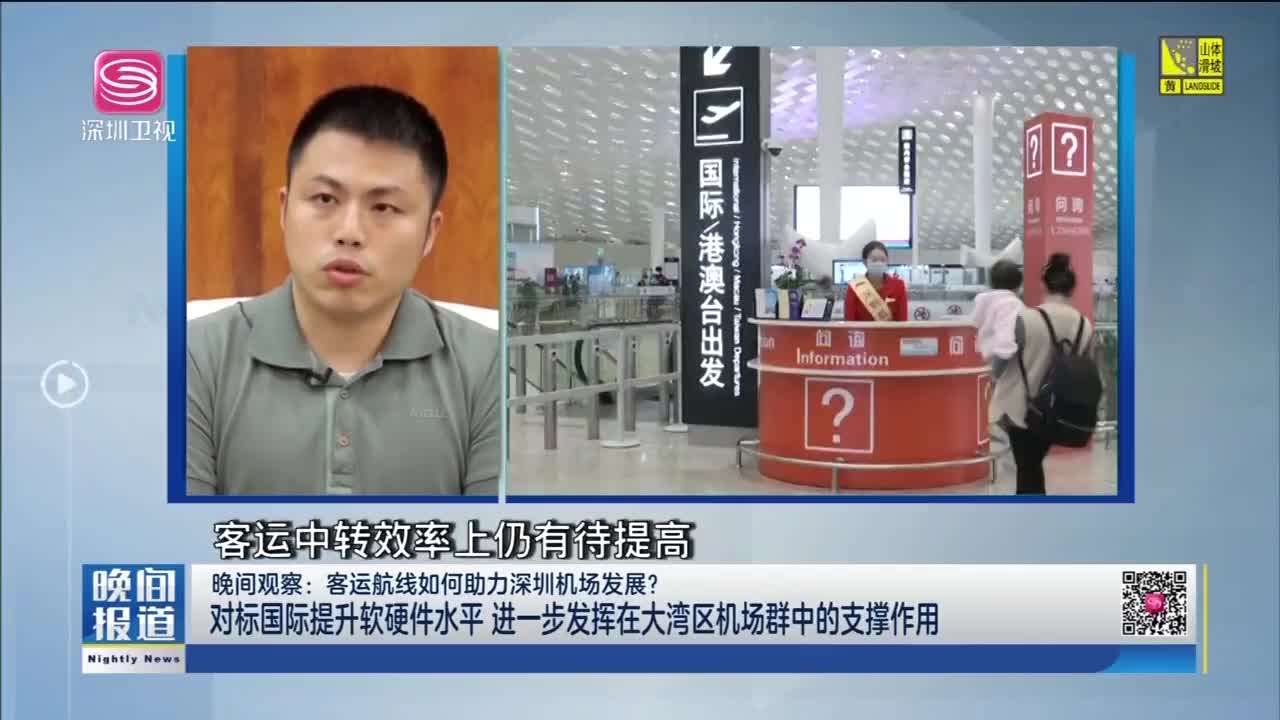 深圳卫视
山体滑坡
黄 LANDSLIDE
国际/港澳台出发
International / Hongkong / Macau / Taiwan Departures
?
?
问询
问询
Information
问
?
客运中转效率上仍有待提高
晚间报道
Nightly News
晚间观察：客运航线如何助力深圳机场发展?
对标国际提升软硬件水平 进一步发挥在大湾区机场群中的支撑作用